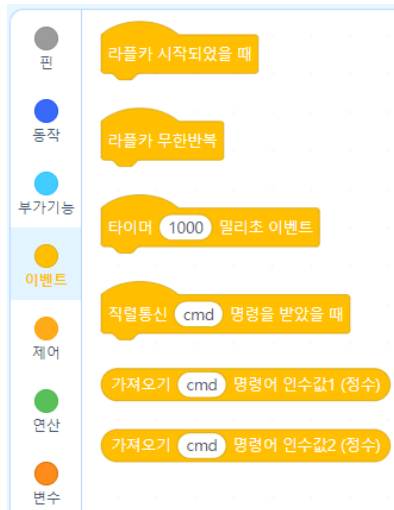 핀
동작
부가기능
이벤트
제어
연산
변수
라플카 시작되었을 때
라플카 무한반복
타이머 1000 밀리초 이벤트
직렬통신 cmd 명령을 받았을 때
가져오기 cmd 명령어 인수값1 (정수)
가져오기 cmd 명령어 인수값2 (정수)